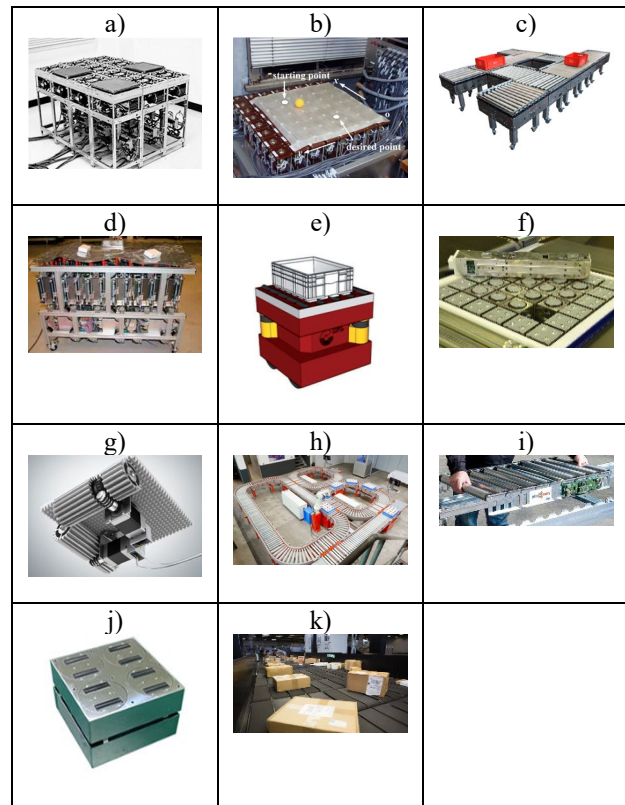 a)
b)
c)
starting point
x
o
desired point
y
d)
e)
f)
g)
h)
i)
j)
k)